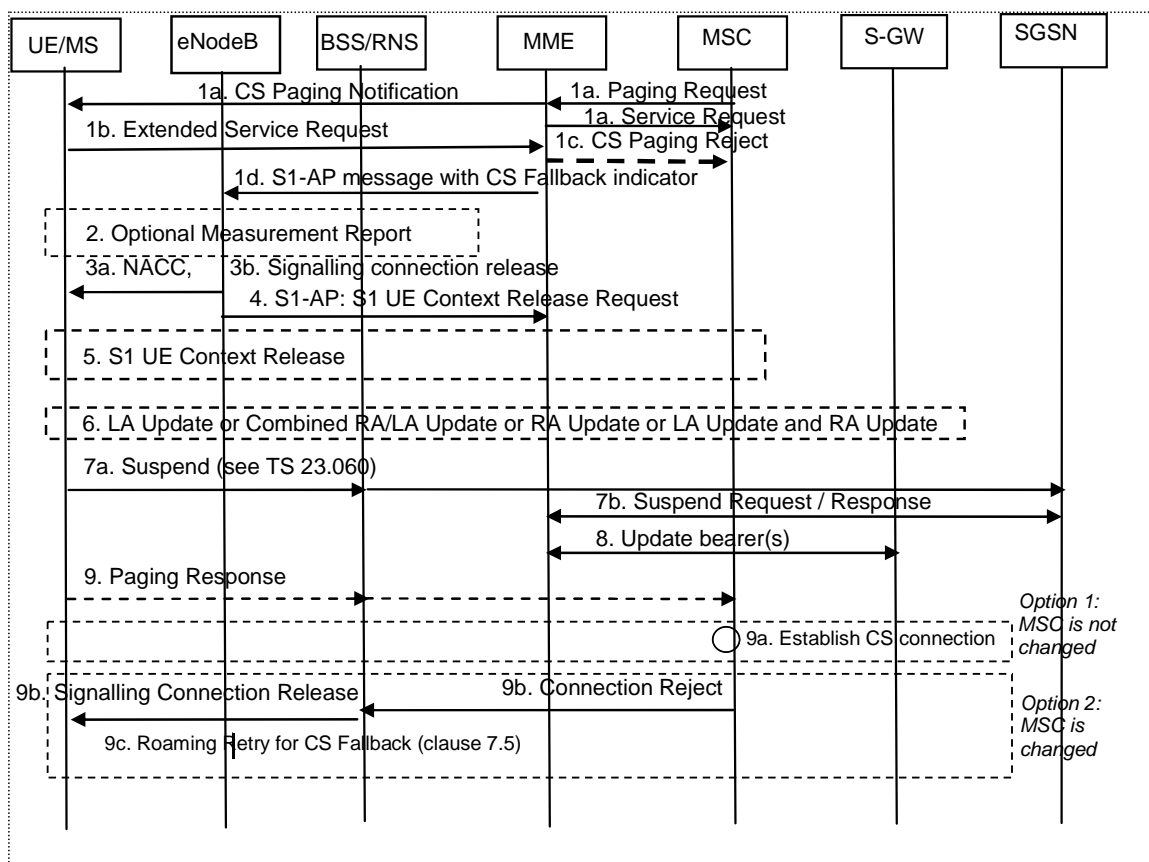 UE/MS
eNodeB
BSS/RNS
MME
MSC
S-GW
SGSN
1a. CS Paging Notification
1a. Paging Request
1a. Service Request
1b. Extended Service Request
1c. CS Paging Reject
1d. S1-AP message with CS Fallback indicator
2. Optional Measurement Report
3a. NACC, 3b. Signalling connection release
4. S1-AP: S1 UE Context Release Request
5. S1 UE Context Release
6. LA Update or Combined RA/LA Update or RA Update or LA Update and RA Update
7a. Suspend (see TS 23.060)
7b. Suspend Request / Response
8. Update bearer(s)
9. Paging Response
Option 1:
MSC is not
changed
9a. Establish CS connection
9b. Signalling Connection Release
9b. Connection Reject
Option 2:
MSC is
changed
9c. Roaming Retry for CS Fallback (clause 7.5)